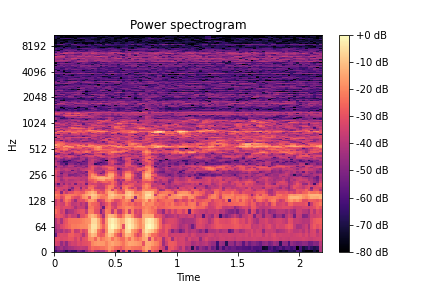 Power spectrogram
8192
4096
2048
1024
512
256
128
64
0
Hz
0
0.5
1
1.5
2
Time
+0 dB
-10 dB
-20 dB
-30 dB
-40 dB
-50 dB
-60 dB
-70 dB
-80 dB